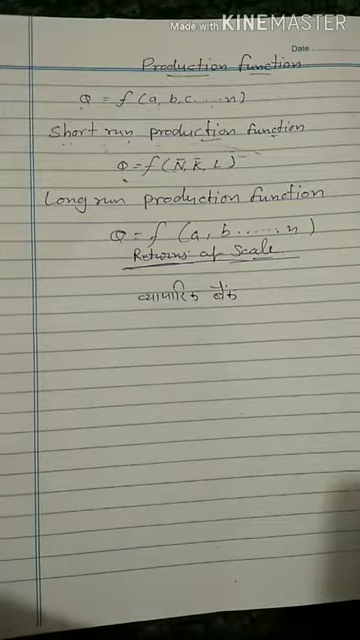 Made with KINEMASTER
Date
Production function
Q = f (a, b, c.....n)
Short run production function
Q = f ( N̄, K̄, L )
Long run production function
Q = f (a, b ...... n )
Returns of Scale
व्यापारिक बैंक